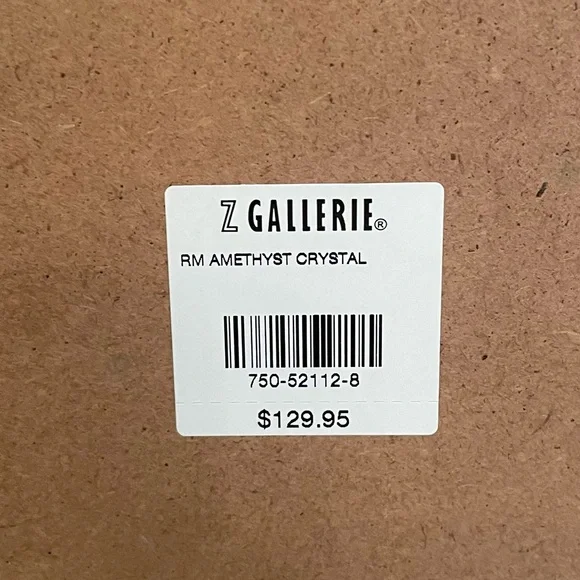 Z GALLERIE®
RM AMETHYST CRYSTAL
750-52112-8
$129.95